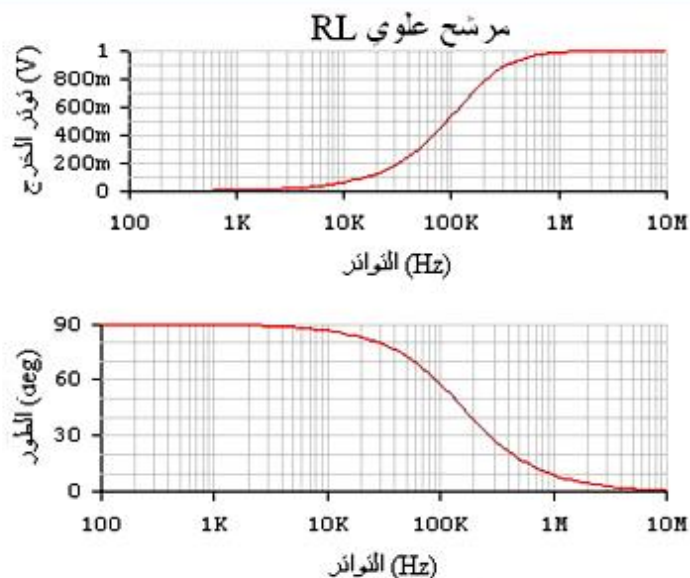 مرشح علوي RL
توتر الخرج (V)
1
800m
600m
400m
200m
0
100 1K 10K 100K 1M 10M
التواتر (Hz)
الطور (deg)
90
60
30
0
100 1K 10K 100K 1M 10M
التواتر (Hz)